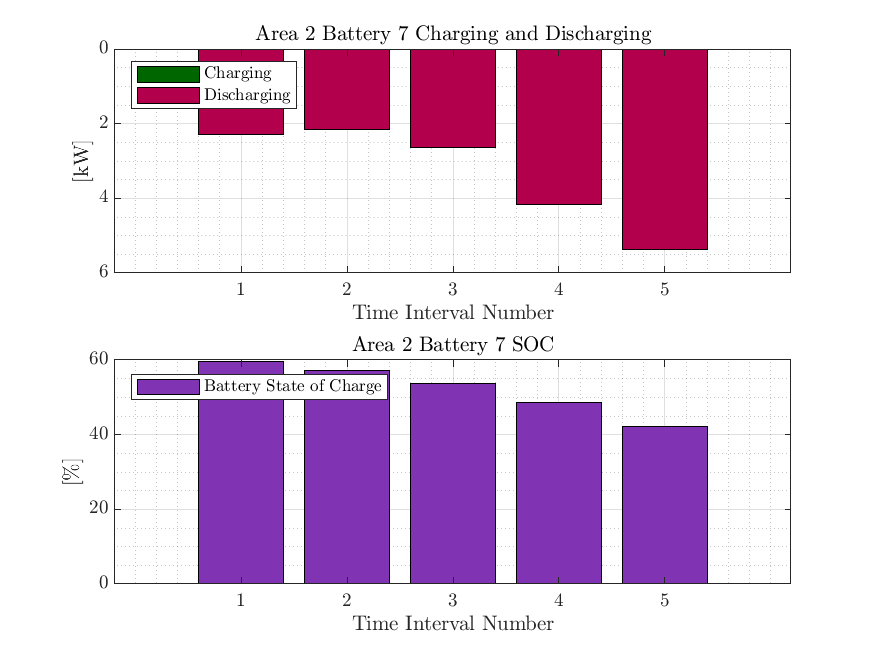 Area 2 Battery 7 Charging and Discharging
0
Charging
Discharging
2
[kW]
4
6
1 2 3 4 5
Time Interval Number
Area 2 Battery 7 SOC
60
Battery State of Charge
40
[%]
20
0
1 2 3 4 5
Time Interval Number